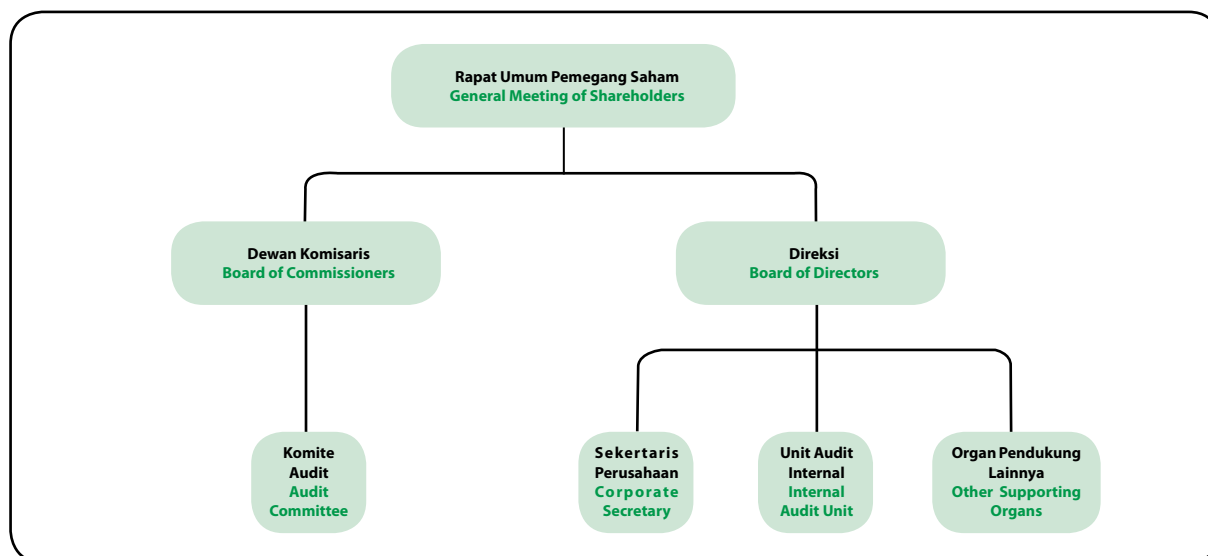 Rapat Umum Pemegang Saham
General Meeting of Shareholders
Dewan Komisaris
Board of Commissioners
Direksi
Board of Directors
Komite
Audit
Audit
Committee
Sekertaris
Perusahaan
Corporate
Secretary
Unit Audit
Internal
Internal
Audit Unit
Organ Pendukung
Lainnya
Other Supporting
Organs